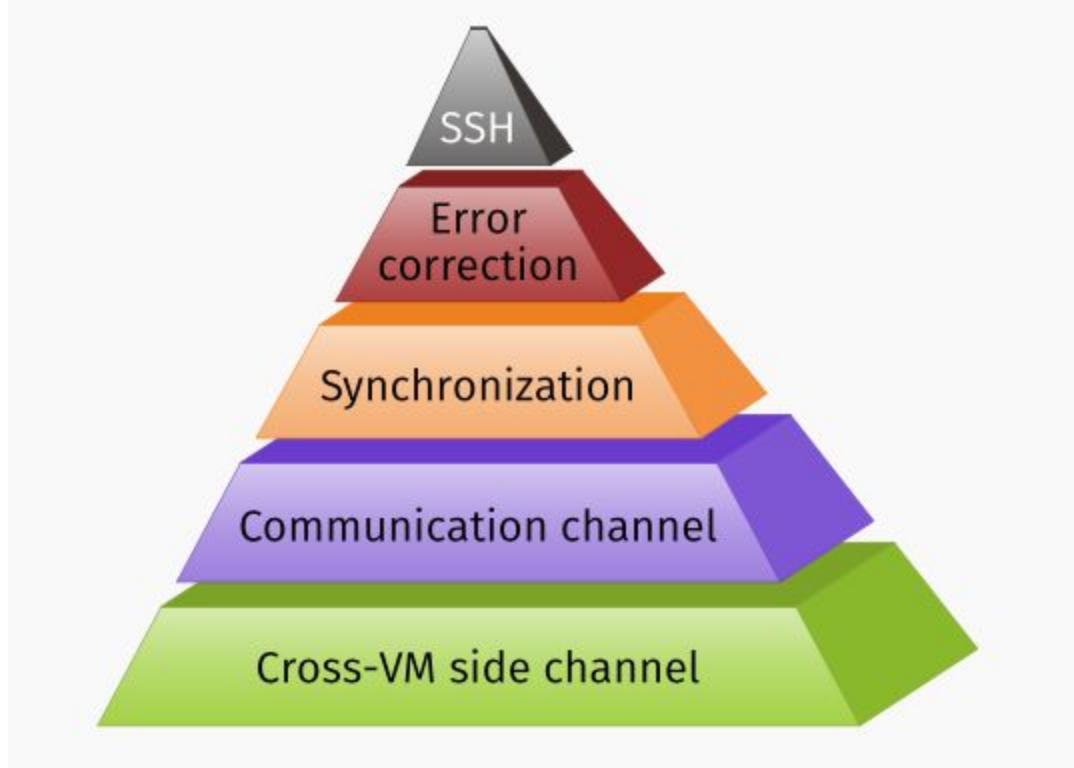 SSH
Error
correction
Synchronization
Communication channel
Cross-VM side channel